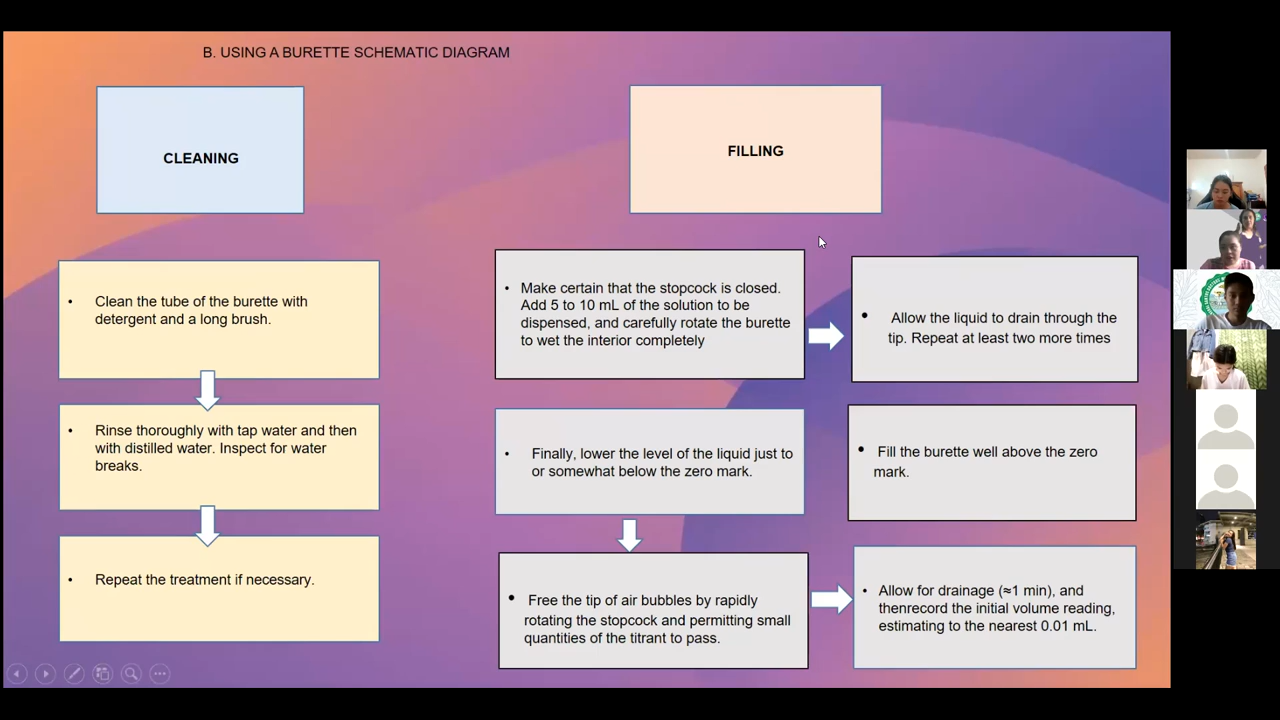 B. USING A BURETTE SCHEMATIC DIAGRAM
CLEANING
FILLING
• Clean the tube of the burette with
detergent and a long brush.
• Rinse thoroughly with tap water and then
with distilled water. Inspect for water
breaks.
• Repeat the treatment if necessary.
• Make certain that the stopcock is closed.
Add 5 to 10 mL of the solution to be
dispensed, and carefully rotate the burette
to wet the interior completely
• Allow the liquid to drain through the
tip. Repeat at least two more times
• Finally, lower the level of the liquid just to
or somewhat below the zero mark.
• Fill the burette well above the zero
mark.
• Free the tip of air bubbles by rapidly
rotating the stopcock and permitting small
quantities of the titrant to pass.
• Allow for drainage (≈1 min), and
thenrecord the initial volume reading,
estimating to the nearest 0.01 mL.